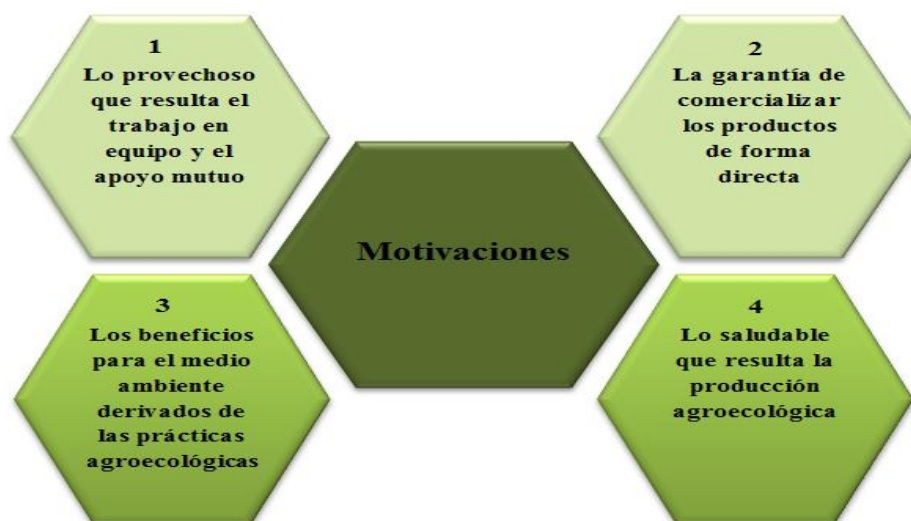 1
Lo provechoso
que resulta el
trabajo en
equipo y el
apoyo mutuo
2
La garantía de
comercializar
los productos
de forma
directa
Motivaciones
3
Los beneficios
para el medio
ambiente
derivados de
las prácticas
agroecológicas
4
Lo saludable
que resulta la
producción
agroecológica